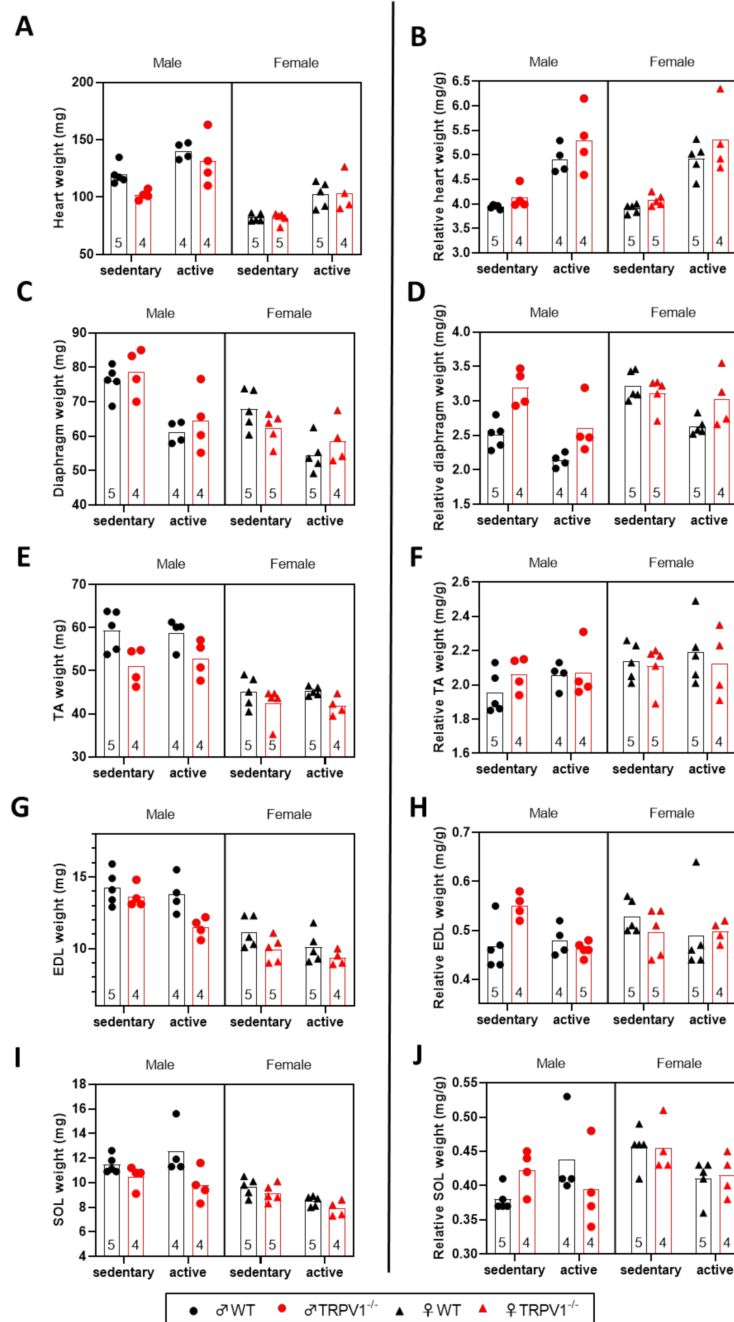 A
Male Female
Heart weight (mg)
200
150
100
50
5 4 4 4 5 5 5 4
sedentary active sedentary active
B
Male Female
Relative heart weight (mg/g)
6.5
6.0
5.5
5.0
4.5
4.0
3.5
3.0
5 4 4 4 5 5 5 4
sedentary active sedentary active
C
Male Female
Diaphragm weight (mg)
90
80
70
60
50
40
5 4 4 4 5 5 5 4
sedentary active sedentary active
D
Male Female
Relative diaphragm weight (mg/g)
4.0
3.5
3.0
2.5
2.0
1.5
5 4 4 4 5 5 5 4
sedentary active sedentary active
E
Male Female
TA weight (mg)
70
60
50
40
30
5 4 4 4 5 5 5 4
sedentary active sedentary active
F
Male Female
Relative TA weight (mg/g)
2.6
2.4
2.2
2.0
1.8
1.6
5 4 4 4 5 5 5 4
sedentary active sedentary active
G
Male Female
EDL weight (mg)
15
10
5 4 4 4 5 5 5 4
sedentary active sedentary active
H
Male Female
Relative EDL weight (mg/g)
0.7
0.6
0.5
0.4
5 4 4 5 5 5 5 4
sedentary active sedentary active
I
Male Female
SOL weight (mg)
18
16
14
12
10
8
6
4
5 4 4 4 5 5 5 4
sedentary active sedentary active
J
Male Female
Relative SOL weight (mg/g)
0.55
0.50
0.45
0.40
0.35
0.30
5 4 4 4 5 4 5 4
sedentary active sedentary active
♂WT ♂TRPV1⁻/⁻ ♀WT ♀TRPV1⁻/⁻